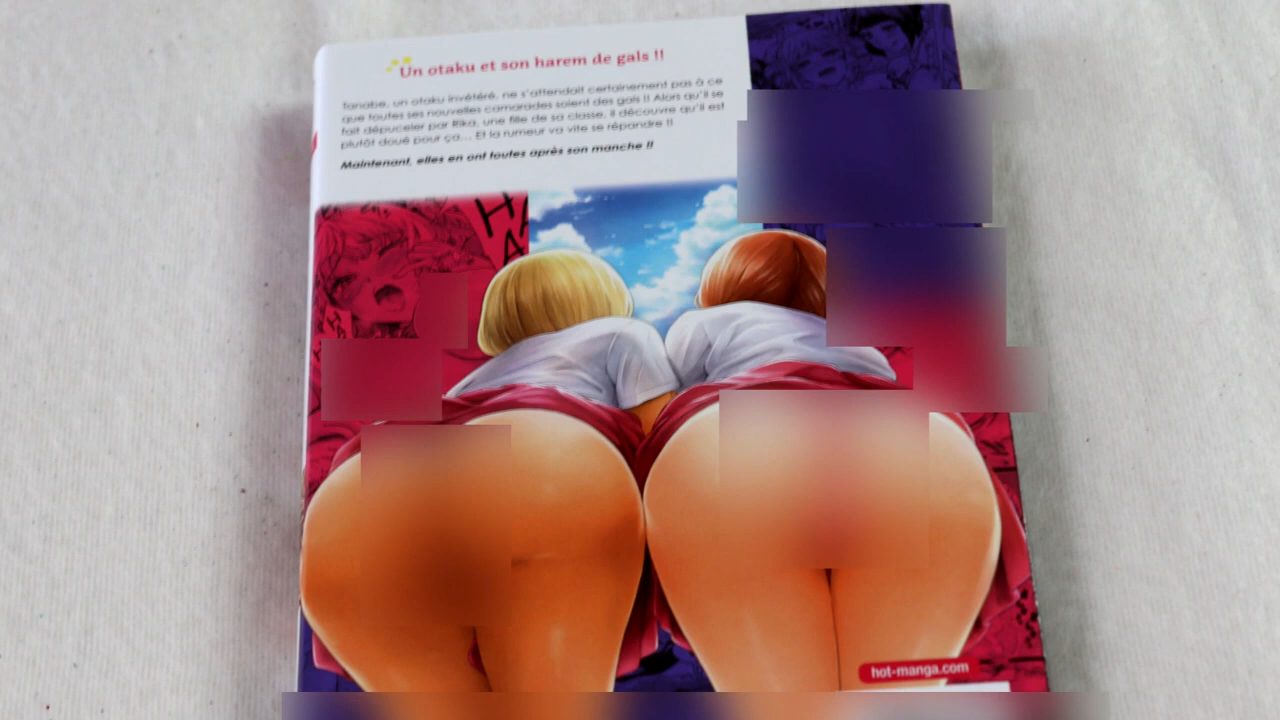 Un otaku et son harem de gals !!
Tanabe, un otaku invétéré, ne s'attendait certainement pas à ce
que toutes ses nouvelles camarades soient des gals !! Alors qu'il se
fait dépuceler par Rika, une fille de sa classe, il découvre qu'il est
plutôt doué pour ça... Et la rumeur va vite se répandre !!
Maintenant, elles en ont toutes après son manche !!
HA
HA
hot-manga.com